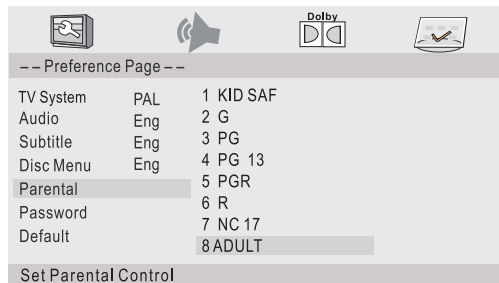 Dolby
-- Preference Page --
TV System PAL
Audio Eng
Subtitle Eng
Disc Menu Eng
Parental
Password
Default
1 KID SAF
2 G
3 PG
4 PG 13
5 PGR
6 R
7 NC 17
8 ADULT
Set Parental Control